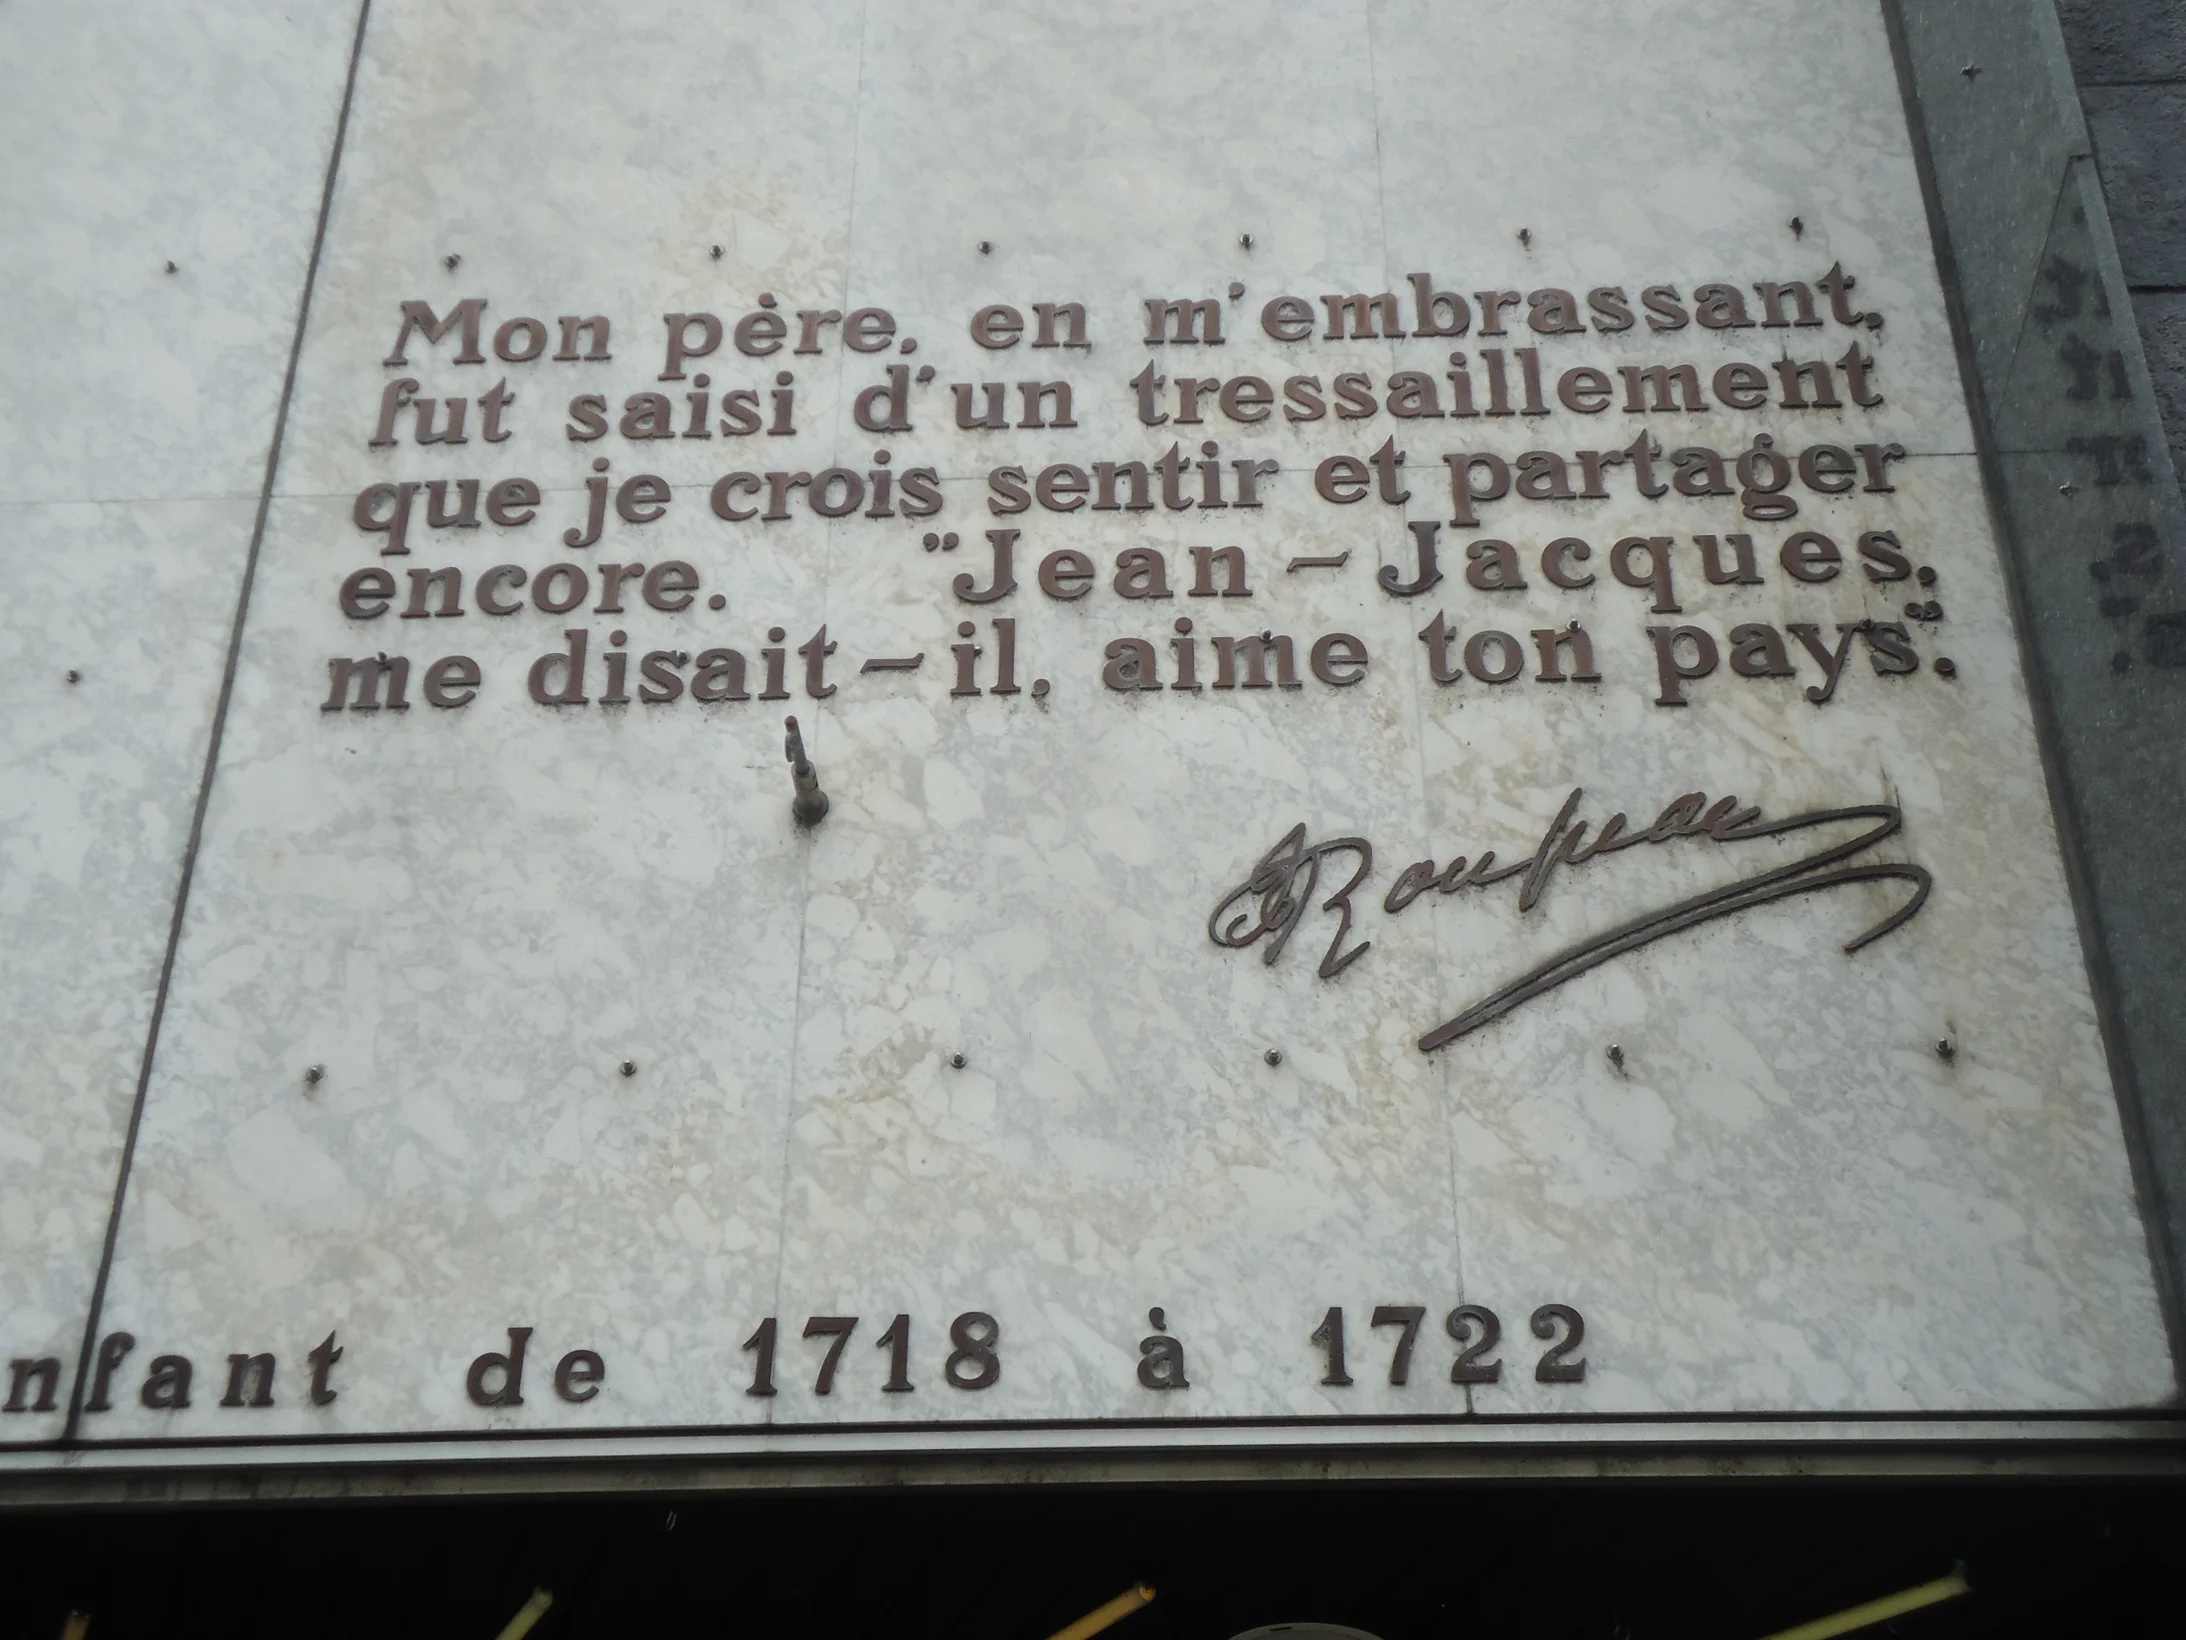 Mon père, en m'embrassant,
fut saisi d'un tressaillement
que je crois sentir et partager
encore. "Jean-Jacques,
me disait-il, aime ton pays".
JJRousseau
nfant de 1718 à 1722